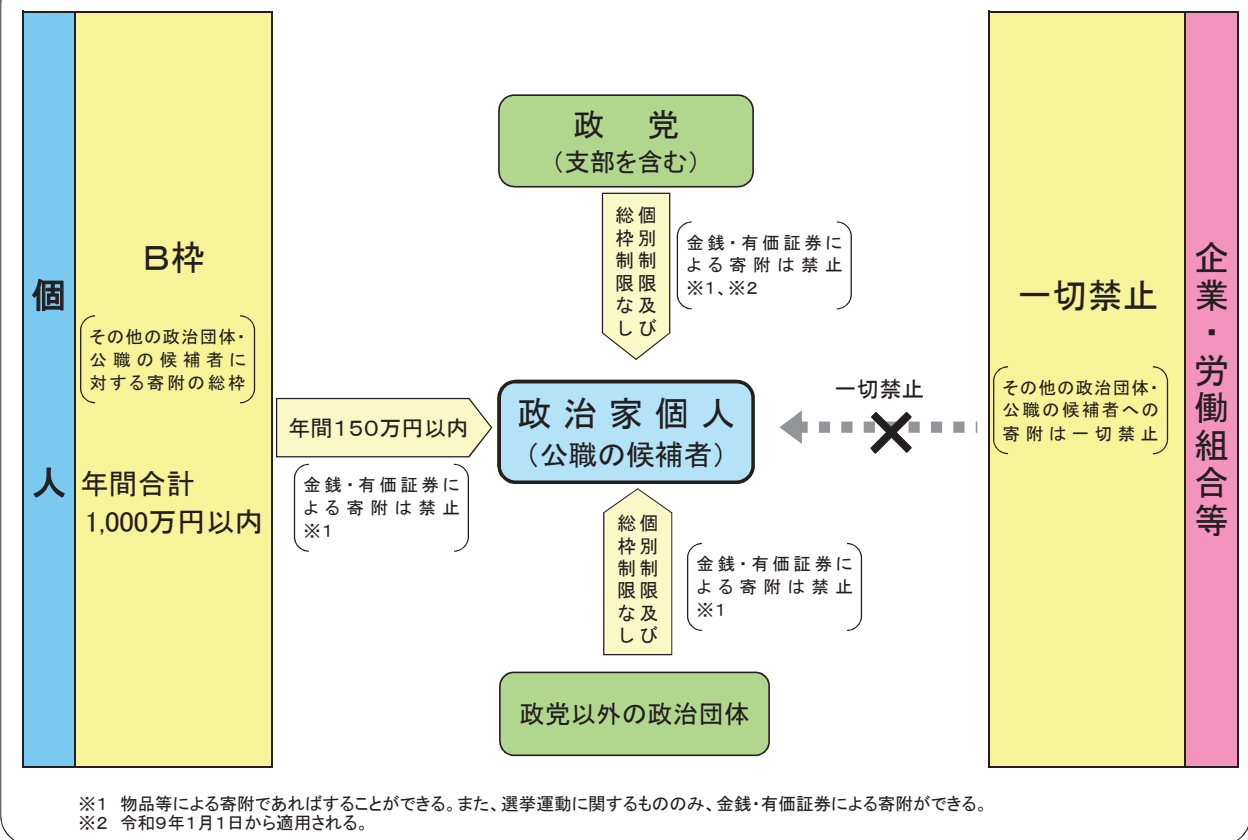 個人
B枠
その他の政治団体・
公職の候補者に
対する寄附の総枠
年間合計
1,000万円以内
年間150万円以内
金銭・有価証券に
よる寄附は禁止
※1
政　党
(支部を含む)
個別制限及び
総枠制限なし
金銭・有価証券に
よる寄附は禁止
※1、※2
政治家個人
(公職の候補者)
個別制限及び
総枠制限なし
金銭・有価証券に
よる寄附は禁止
※1
政党以外の政治団体
一切禁止
一切禁止
その他の政治団体・
公職の候補者への
寄附は一切禁止
企業・労働組合等
※1　物品等による寄附であればすることができる。また、選挙運動に関するもののみ、金銭・有価証券による寄附ができる。
※2　令和9年1月1日から適用される。